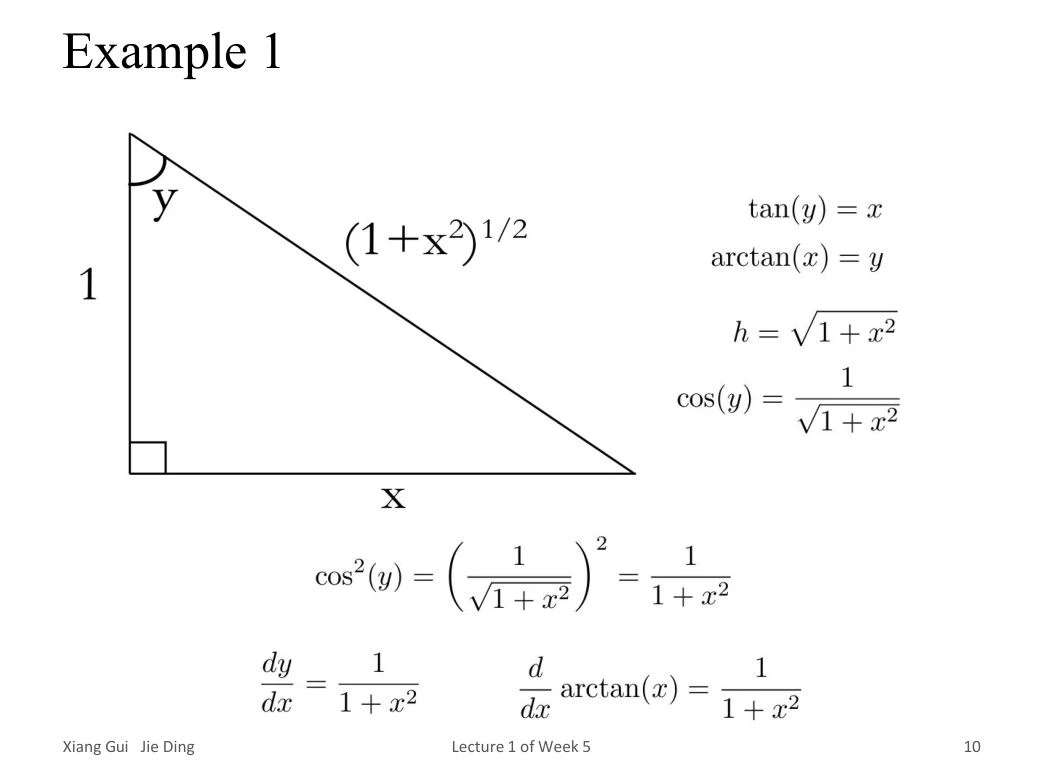 Example 1
y
(1+x²)^{1/2}
1
x
tan(y) = x
arctan(x) = y
h = √(1 + x²)
cos(y) = 1/√(1 + x²)
cos²(y) = (1/√(1 + x²))² = 1/(1 + x²)
dy/dx = 1/(1 + x²)
d/dx arctan(x) = 1/(1 + x²)
Xiang Gui Jie Ding
Lecture 1 of Week 5
10